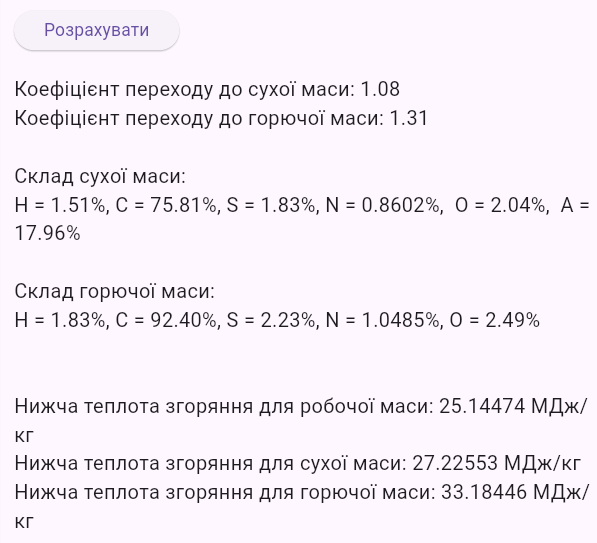 Розрахувати
Коефіцієнт переходу до сухої маси: 1.08
Коефіцієнт переходу до горючої маси: 1.31
Склад сухої маси:
H = 1.51%, C = 75.81%, S = 1.83%, N = 0.8602%,  O = 2.04%,  A =
17.96%
Склад горючої маси:
H = 1.83%, C = 92.40%, S = 2.23%, N = 1.0485%, O = 2.49%
Нижча теплота згоряння для робочої маси: 25.14474 МДж/
кг
Нижча теплота згоряння для сухої маси: 27.22553 МДж/кг
Нижча теплота згоряння для горючої маси: 33.18446 МДж/
кг